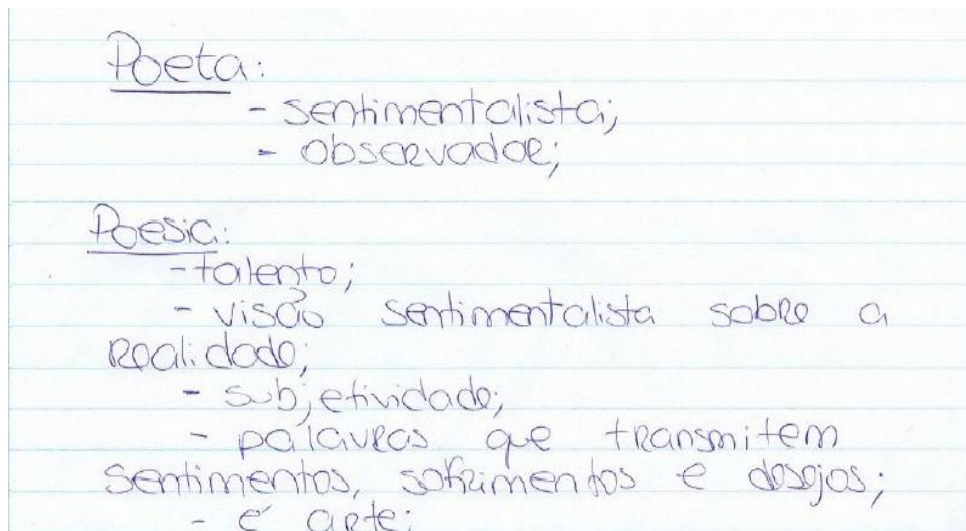 Poeta:
- sentimentalista;
- observador;
Poesia:
- talento;
- visão sentimentalista sobre a
realidade;
- subjetividade;
- palavras que transmitem
sentimentos, sofrimentos e desejos;
- é arte;